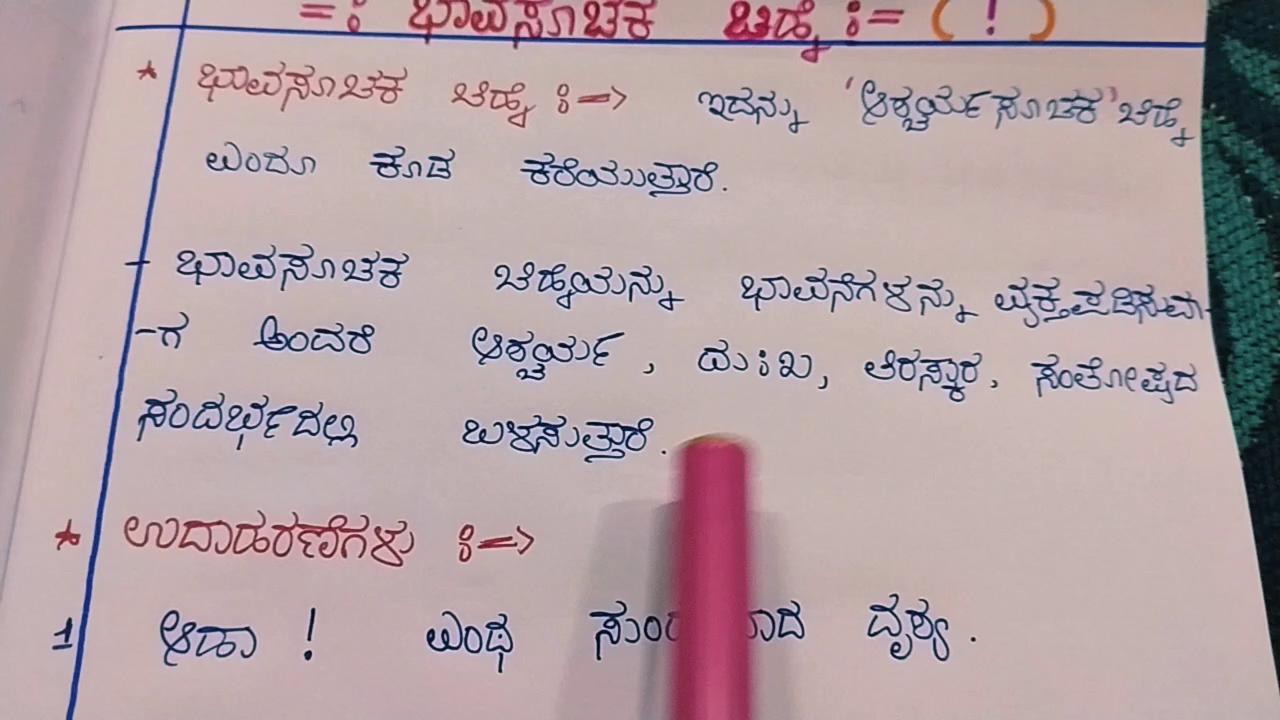 =: ಭಾವಸೂಚಕ ಚಿಹ್ನೆ := ( ! )
* ಭಾವಸೂಚಕ ಚಿಹ್ನೆ :=> ಇದನ್ನು 'ಆಶ್ಚರ್ಯಸೂಚಕ' ಚಿಹ್ನೆ
ಎಂದೂ ಕೂಡ ಕರೆಯುತ್ತಾರೆ.
- ಭಾವಸೂಚಕ ಚಿಹ್ನೆಯನ್ನು ಭಾವನೆಗಳನ್ನು ವ್ಯಕ್ತಪಡಿಸುವಾ-
-ಗ ಅಂದರೆ ಆಶ್ಚರ್ಯ, ದುಃಖ, ತಿರಸ್ಕಾರ, ಸಂತೋಷದ
ಸಂದರ್ಭದಲ್ಲಿ ಬಳಸುತ್ತಾರೆ.
* ಉದಾಹರಣೆಗಳು :=>
1 ಆಹಾ ! ಎಂಥ ದೃಶ್ಯ.